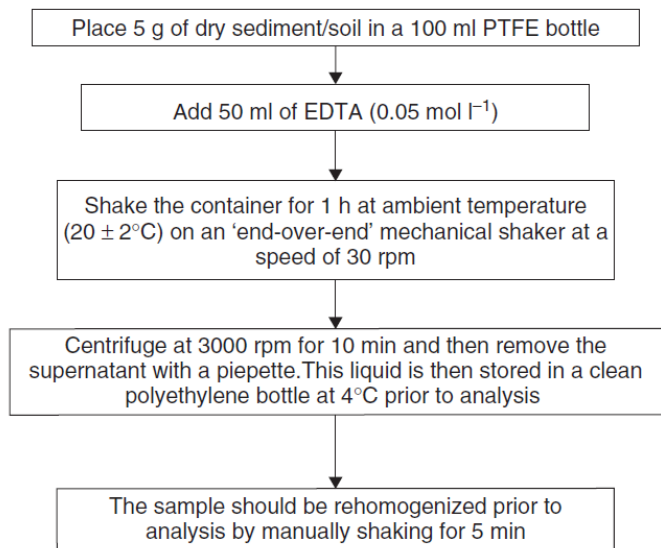 Place 5 g of dry sediment/soil in a 100 ml PTFE bottle
Add 50 ml of EDTA (0.05 mol l⁻¹)
Shake the container for 1 h at ambient temperature
(20 ± 2°C) on an ‘end-over-end’ mechanical shaker at a
speed of 30 rpm
Centrifuge at 3000 rpm for 10 min and then remove the
supernatant with a piepette.This liquid is then stored in a clean
polyethylene bottle at 4°C prior to analysis
The sample should be rehomogenized prior to
analysis by manually shaking for 5 min